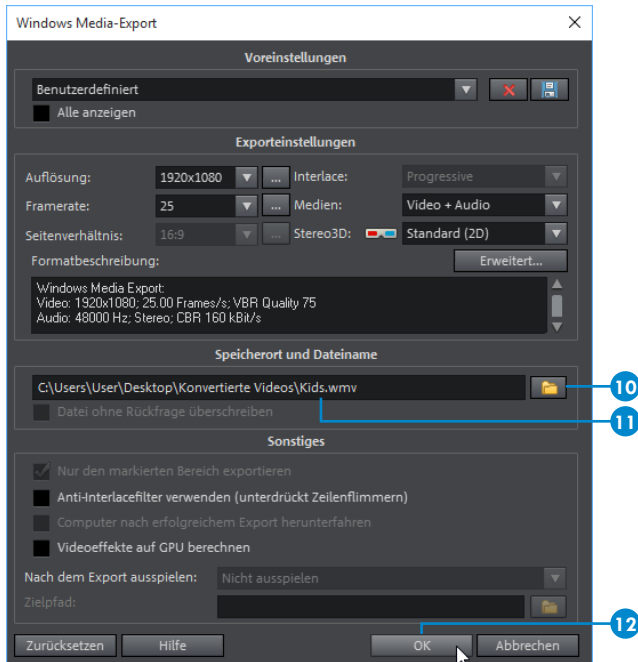 Windows Media-Export
Voreinstellungen
Benutzerdefiniert
Alle anzeigen
Exporteinstellungen
Auflösung: 1920x1080 ... Interlace: Progressive
Framerate: 25 ... Medien: Video + Audio
Seitenverhältnis: 16:9 ... Stereo3D: Standard (2D)
Formatbeschreibung: Erweitert...
Windows Media Export:
Video: 1920x1080; 25.00 Frames/s; VBR Quality 75
Audio: 48000 Hz; Stereo; CBR 160 kBit/s
Speicherort und Dateiname
C:\Users\User\Desktop\Konvertierte Videos\Kids.wmv 10
Datei ohne Rückfrage überschreiben 11
Sonstiges
Nur den markierten Bereich exportieren
Anti-Interlacefilter verwenden (unterdrückt Zeilenflimmern)
Computer nach erfolgreichem Export herunterfahren
Videoeffekte auf GPU berechnen
Nach dem Export ausspielen: Nicht ausspielen
Zielpfad:
12
Zurücksetzen Hilfe OK Abbrechen